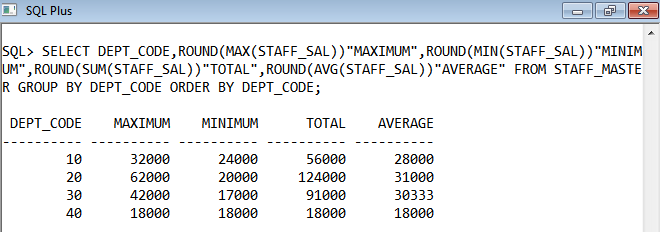 SQL Plus
SQL> SELECT DEPT_CODE,ROUND(MAX(STAFF_SAL))"MAXIMUM",ROUND(MIN(STAFF_SAL))"MINIM
UM",ROUND(SUM(STAFF_SAL))"TOTAL",ROUND(AVG(STAFF_SAL))"AVERAGE" FROM STAFF_MASTE
R GROUP BY DEPT_CODE ORDER BY DEPT_CODE;
DEPT_CODE MAXIMUM MINIMUM TOTAL AVERAGE
---------- ---------- ---------- ---------- ----------
10 32000 24000 56000 28000
20 62000 20000 124000 31000
30 42000 17000 91000 30333
40 18000 18000 18000 18000